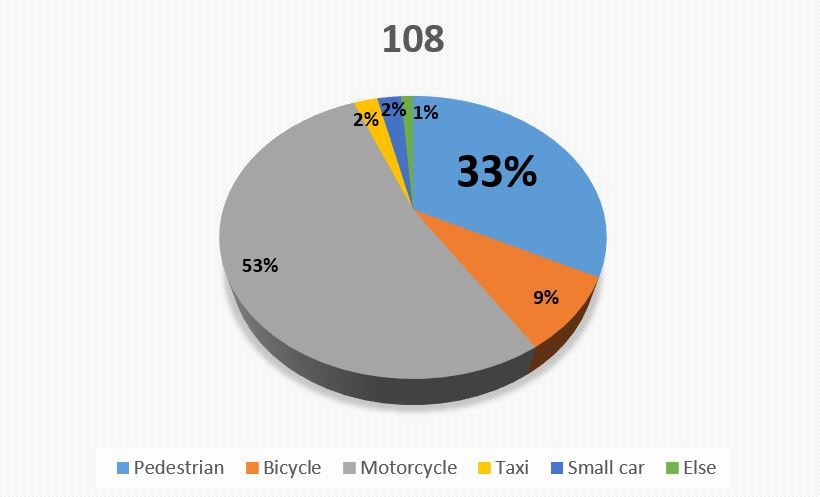 108
2% 2% 1%
33%
53%
9%
Pedestrian Bicycle Motorcycle Taxi Small car Else